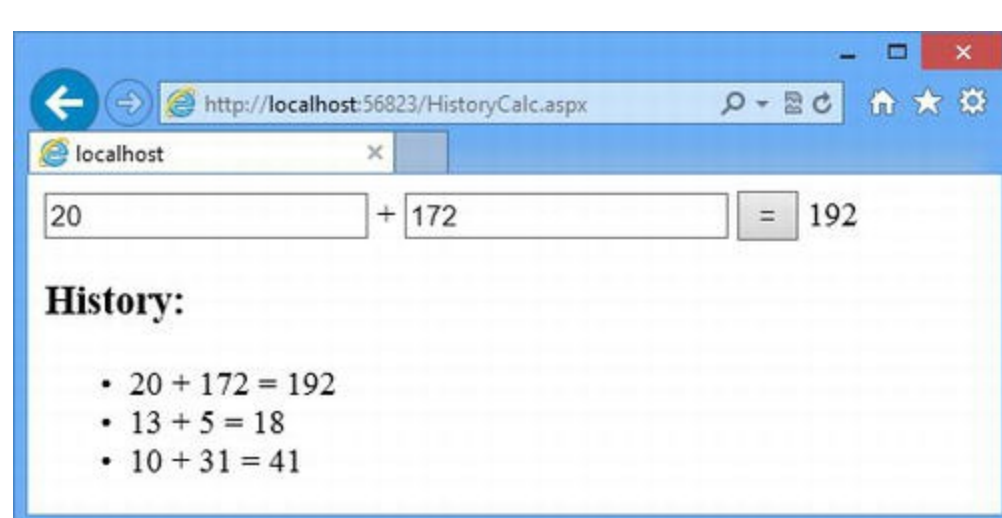 http://localhost:56823/HistoryCalc.aspx
localhost
20 + 172 = 192
History:
• 20 + 172 = 192
• 13 + 5 = 18
• 10 + 31 = 41